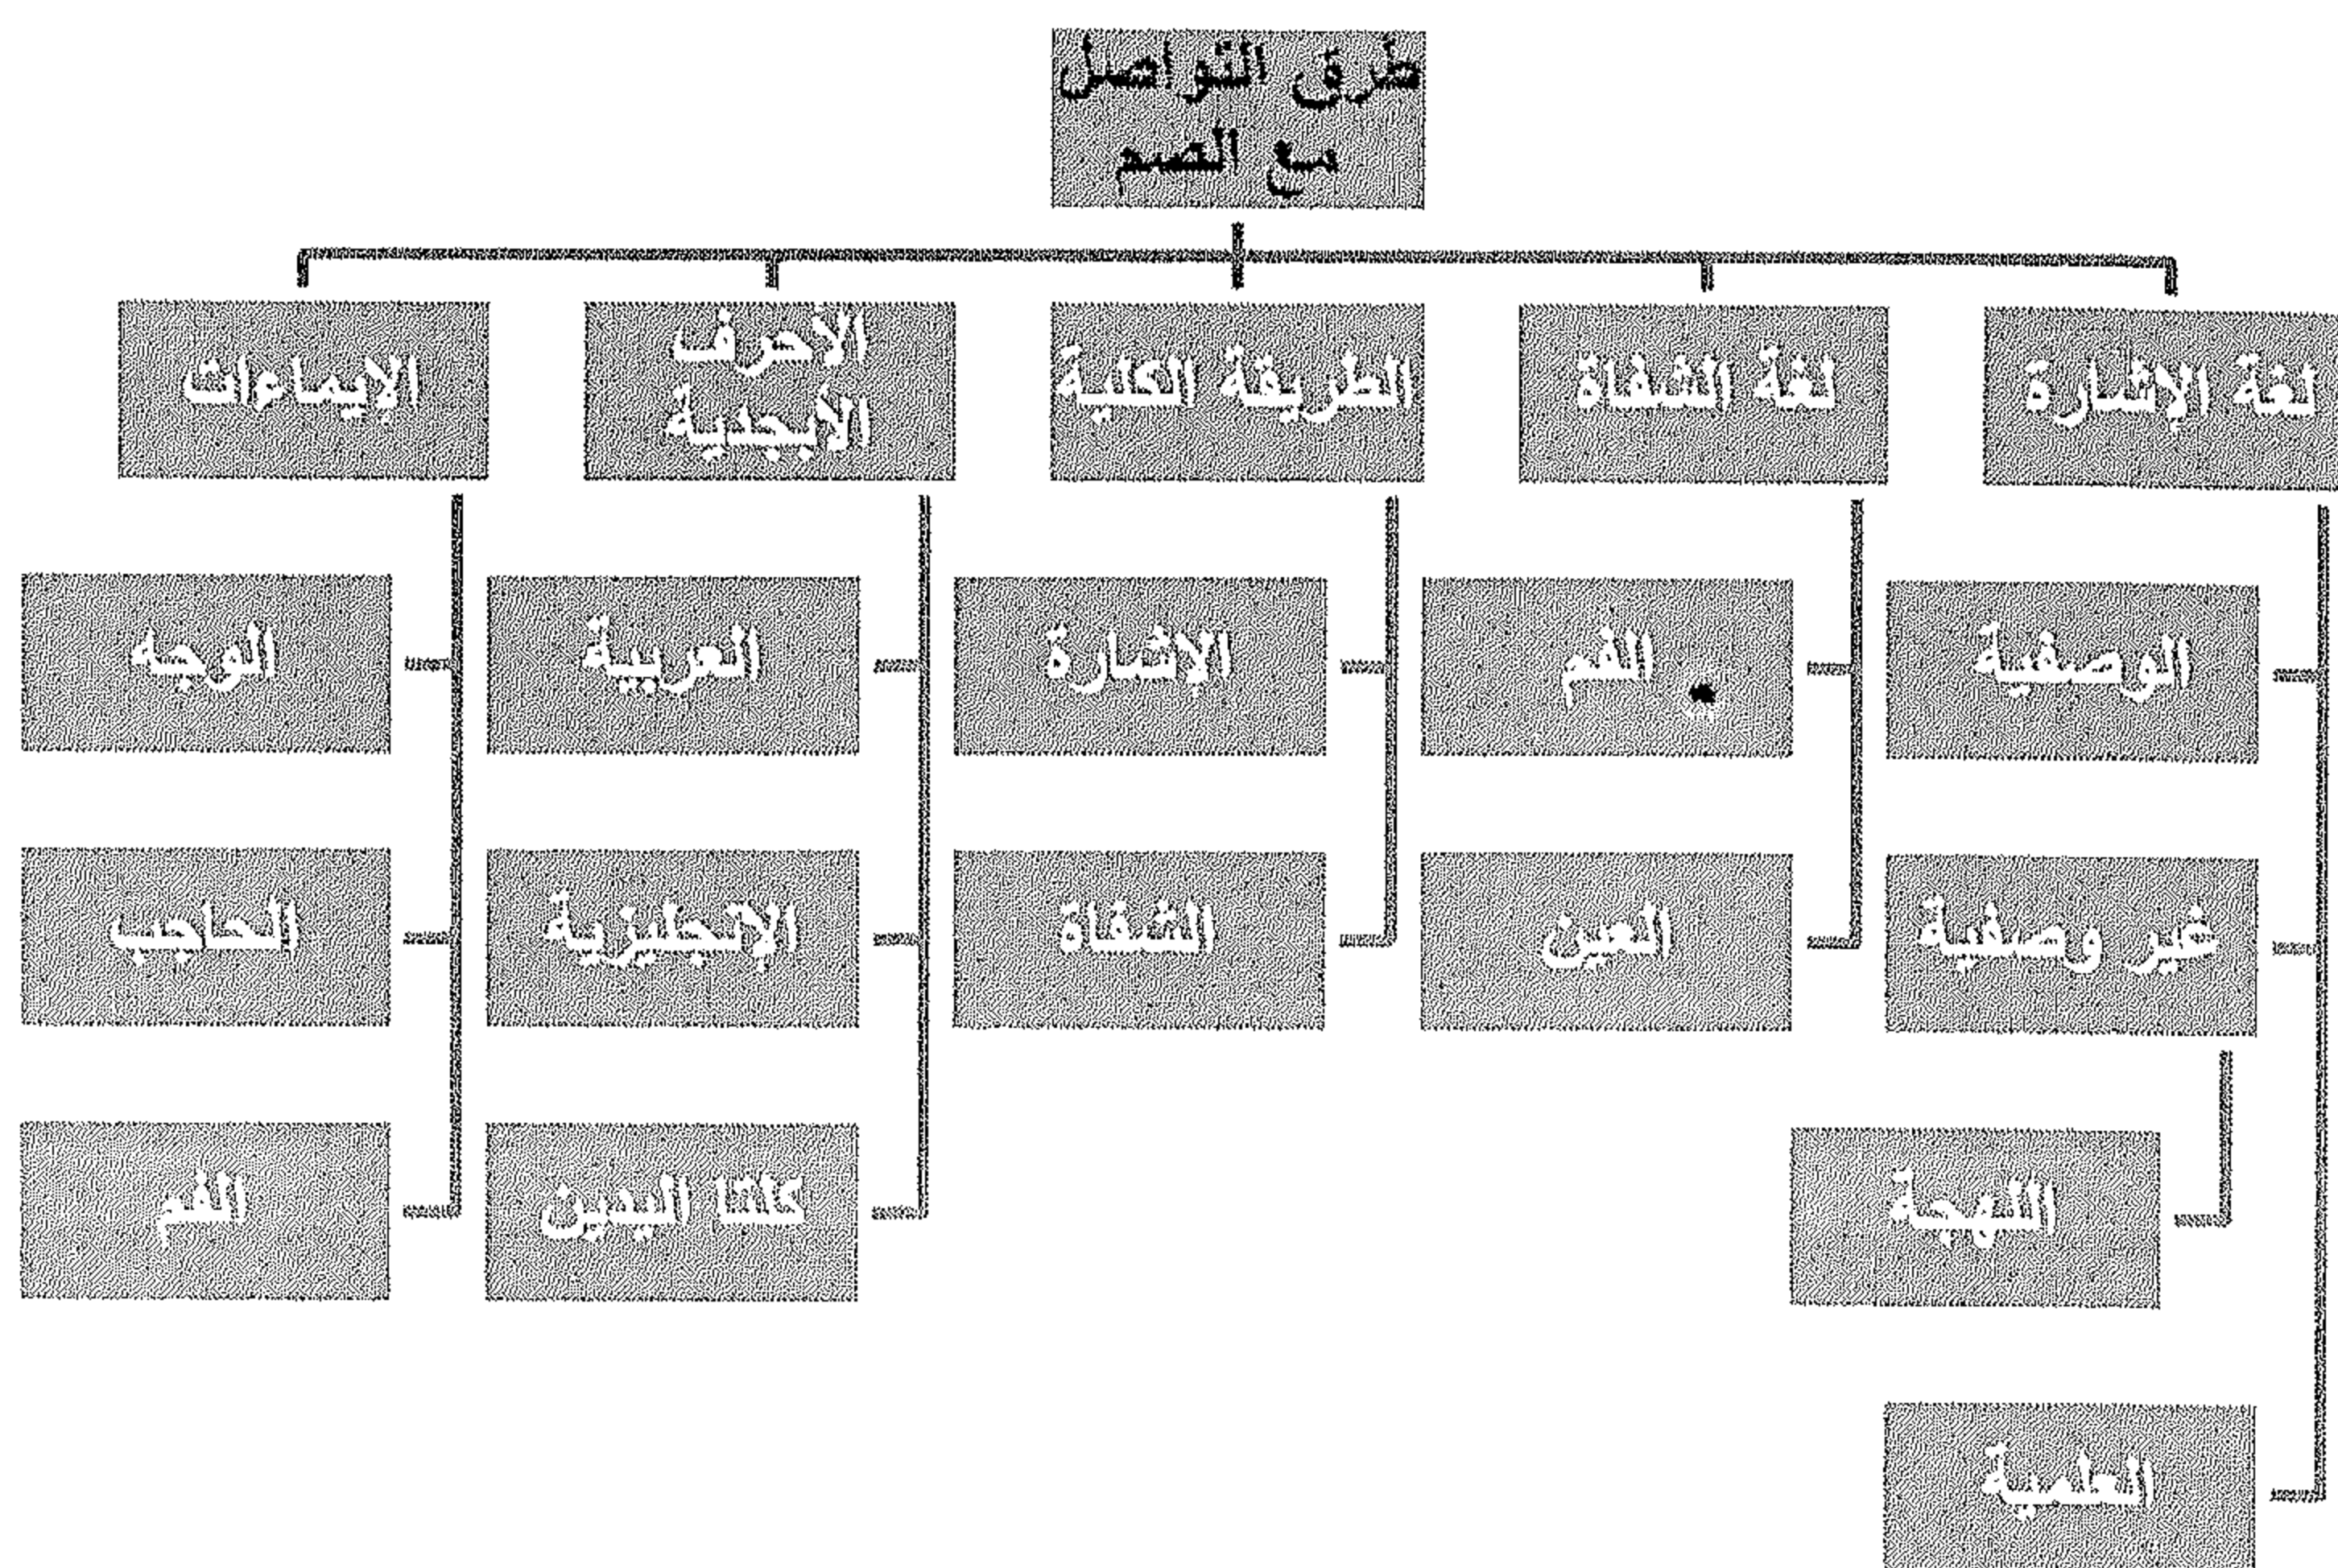 طرق التواصل
مع الصم
لغة الإشارة
لغة الشفاة
الطريقة الكلية
الأحرف
الأبجدية
الإيماءات
الوصفية
الفم
الإشارة
العربية
الوجه
غير وصفية
العين
الشفاة
الإنجليزية
الحاجب
اللهجة
كلتا اليدين
الفم
العلمية